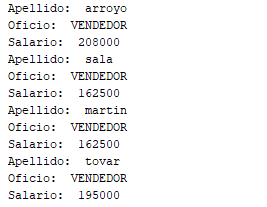 Apellido:  arroyo
Oficio:  VENDEDOR
Salario:  208000
Apellido:  sala
Oficio:  VENDEDOR
Salario:  162500
Apellido:  martin
Oficio:  VENDEDOR
Salario:  162500
Apellido:  tovar
Oficio:  VENDEDOR
Salario:  195000